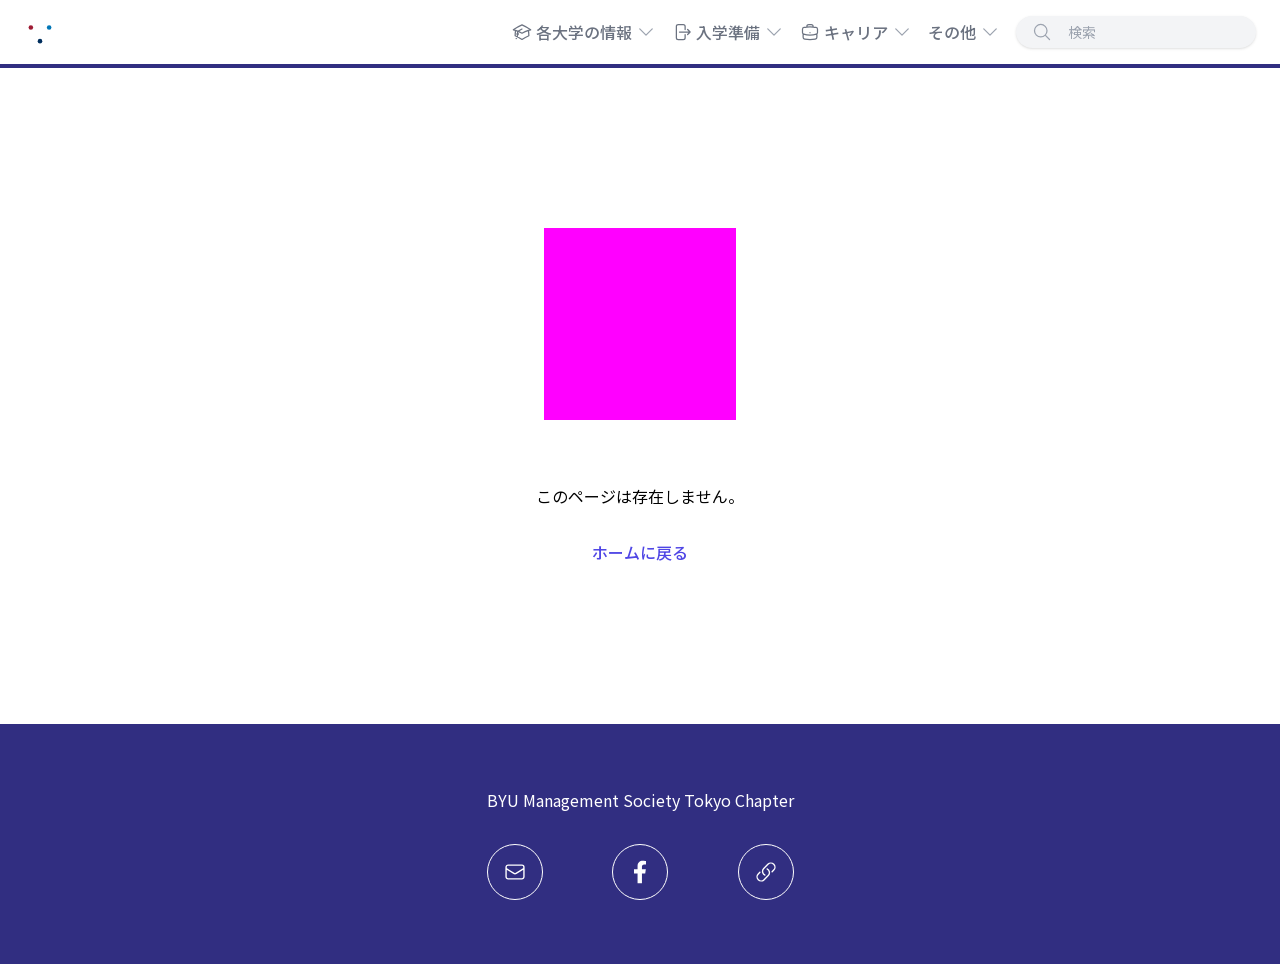 各大学の情報
入学準備
キャリア
その他
検索
このページは存在しません。
ホームに戻る
BYU Management Society Tokyo Chapter